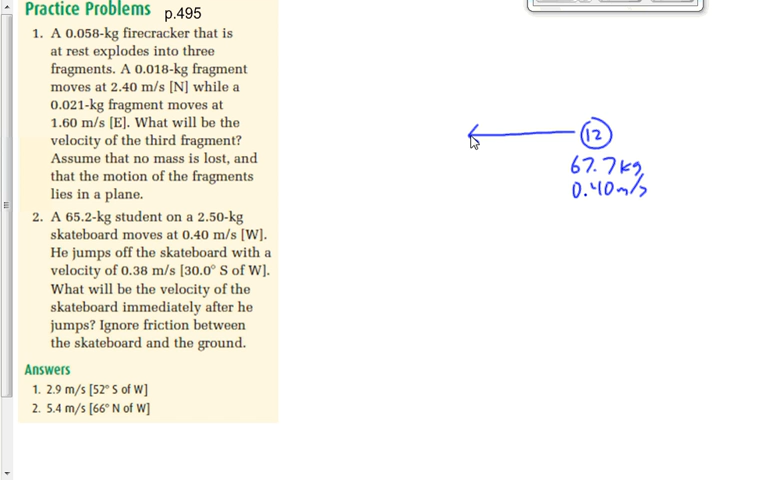 Practice Problems p.495
1. A 0.058-kg firecracker that is
at rest explodes into three
fragments. A 0.018-kg fragment
moves at 2.40 m/s [N] while a
0.021-kg fragment moves at
1.60 m/s [E]. What will be the
velocity of the third fragment?
Assume that no mass is lost, and
that the motion of the fragments
lies in a plane.
2. A 65.2-kg student on a 2.50-kg
skateboard moves at 0.40 m/s [W].
He jumps off the skateboard with a
velocity of 0.38 m/s [30.0° S of W].
What will be the velocity of the
skateboard immediately after he
jumps? Ignore friction between
the skateboard and the ground.
Answers
1. 2.9 m/s [52° S of W]
2. 5.4 m/s [66° N of W]
12
67.7kg
0.40m/s